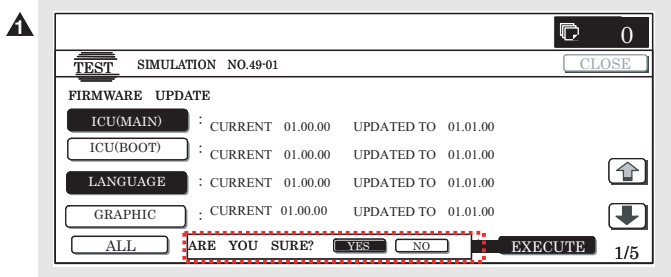 1
0
TEST SIMULATION NO.49-01 CLOSE
FIRMWARE UPDATE
ICU(MAIN) : CURRENT 01.00.00 UPDATED TO 01.01.00
ICU(BOOT) : CURRENT 01.00.00 UPDATED TO 01.01.00
LANGUAGE : CURRENT 01.00.00 UPDATED TO 01.01.00
GRAPHIC : CURRENT 01.00.00 UPDATED TO 01.01.00
ALL ARE YOU SURE? YES NO EXECUTE 1/5